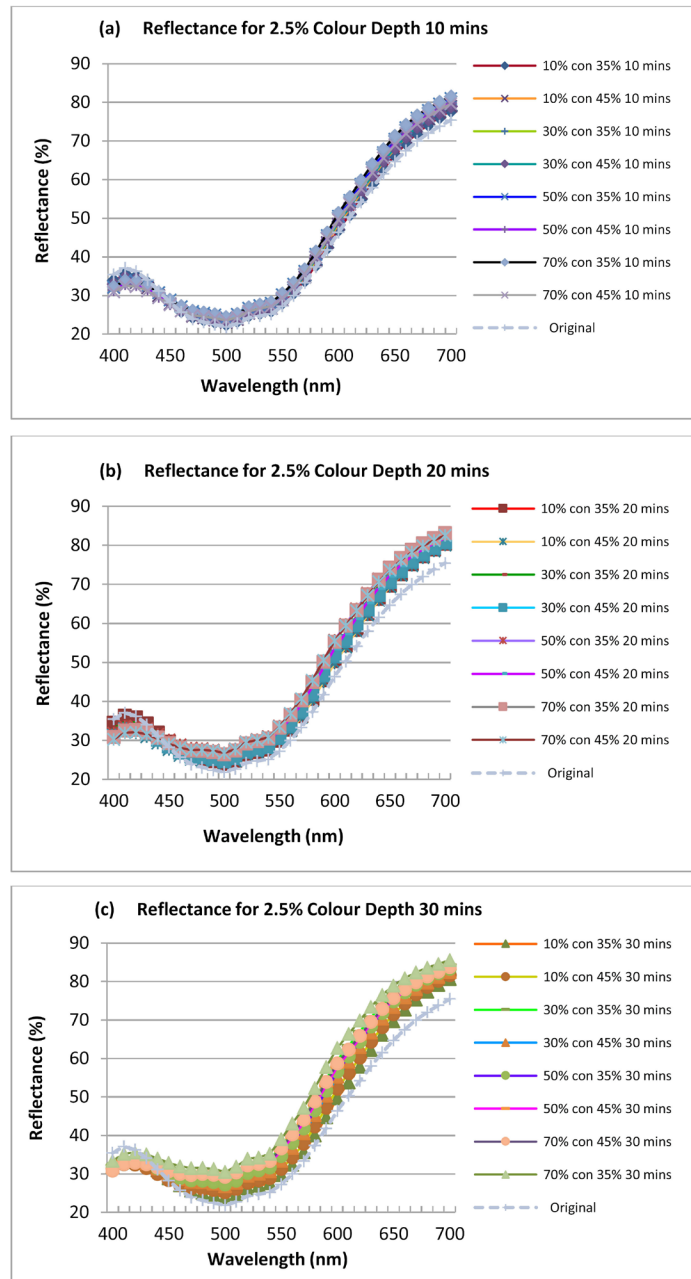 (a) Reflectance for 2.5% Colour Depth 10 mins
90
80
70
60
50
40
30
20
Reflectance (%)
400 450 500 550 600 650 700
Wavelength (nm)
10% con 35% 10 mins
10% con 45% 10 mins
30% con 35% 10 mins
30% con 45% 10 mins
50% con 35% 10 mins
50% con 45% 10 mins
70% con 35% 10 mins
70% con 45% 10 mins
Original
(b) Reflectance for 2.5% Colour Depth 20 mins
90
80
70
60
50
40
30
20
Reflectance (%)
400 450 500 550 600 650 700
Wavelength (nm)
10% con 35% 20 mins
10% con 45% 20 mins
30% con 35% 20 mins
30% con 45% 20 mins
50% con 35% 20 mins
50% con 45% 20 mins
70% con 35% 20 mins
70% con 45% 20 mins
Original
(c) Reflectance for 2.5% Colour Depth 30 mins
90
80
70
60
50
40
30
20
Reflectance (%)
400 450 500 550 600 650 700
Wavelength (nm)
10% con 35% 30 mins
10% con 45% 30 mins
30% con 35% 30 mins
30% con 45% 30 mins
50% con 35% 30 mins
50% con 45% 30 mins
70% con 45% 30 mins
70% con 35% 30 mins
Original